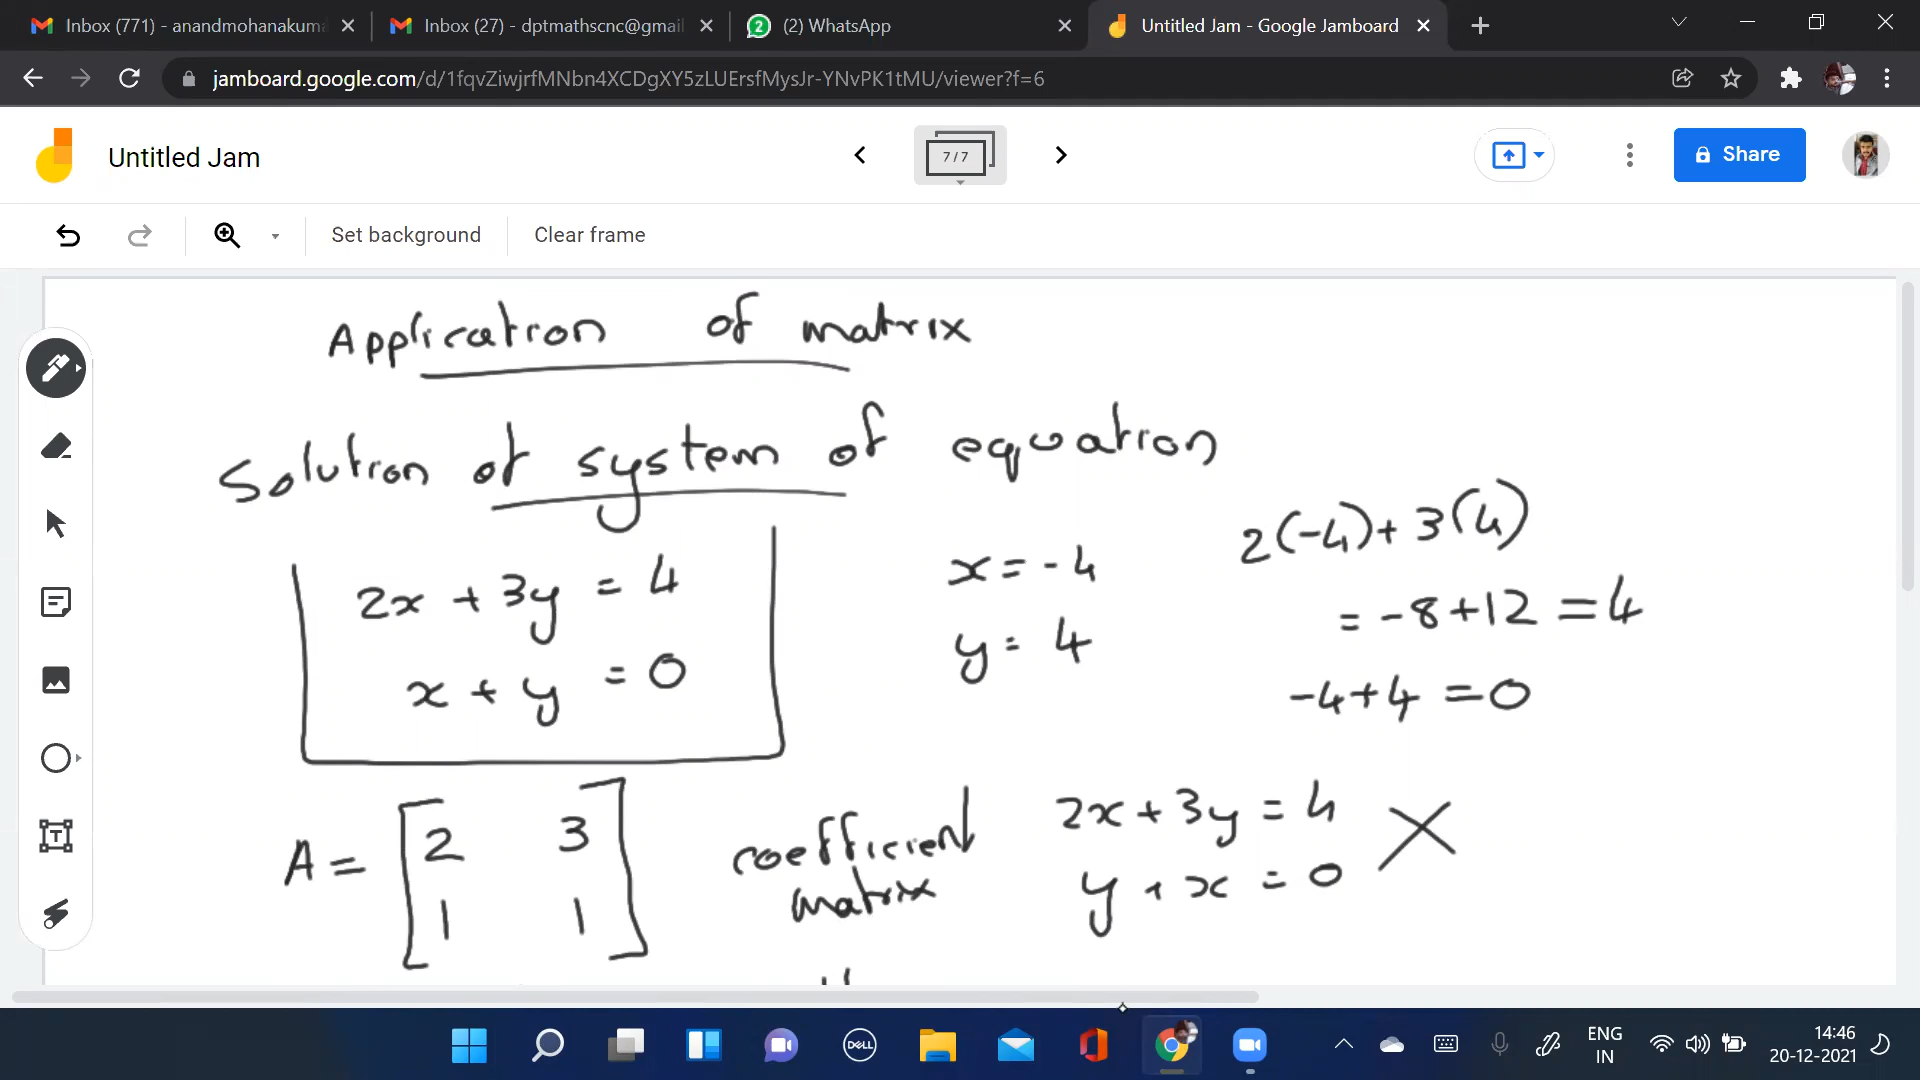 Inbox (771) - anandmohanakuma
Inbox (27) - dptmathscnc@gmail
2 (2) WhatsApp
Untitled Jam - Google Jamboard
jamboard.google.com/d/1fqvZiwjrfMNbn4XCDgXY5zLUErsfMysJr-YNvPK1tMU/viewer?f=6
Untitled Jam
7 / 7
Share
Set background
Clear frame
Application of matrix
Solution of system of equation
2x + 3y = 4
x + y = 0
x = -4
y = 4
2(-4) + 3(4)
= -8 + 12 = 4
-4 + 4 = 0
A = [2 3
1 1]
coefficient
matrix
2x + 3y = 4
y + x = 0
DELL
ENG
IN
14:46
20-12-2021